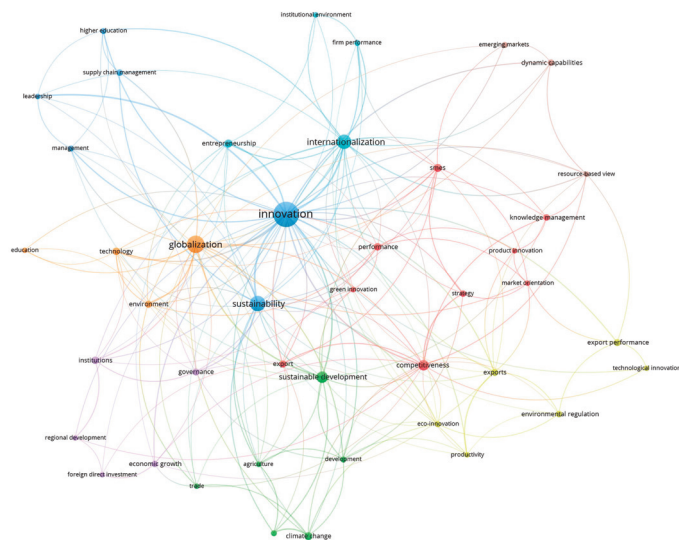 institutional environment
higher education
firm performance
emerging markets
dynamic capabilities
supply chain management
leadership
entrepreneurship
internationalization
management
smes
resource-based view
innovation
knowledge management
globalization
performance
product innovation
education
technology
market orientation
green innovation
strategy
environment
sustainability
export performance
institutions
governance
export
competitiveness
technological innovation
sustainable development
exports
environmental regulation
eco-innovation
regional development
economic growth
agriculture
development
productivity
foreign direct investment
trade
climate change